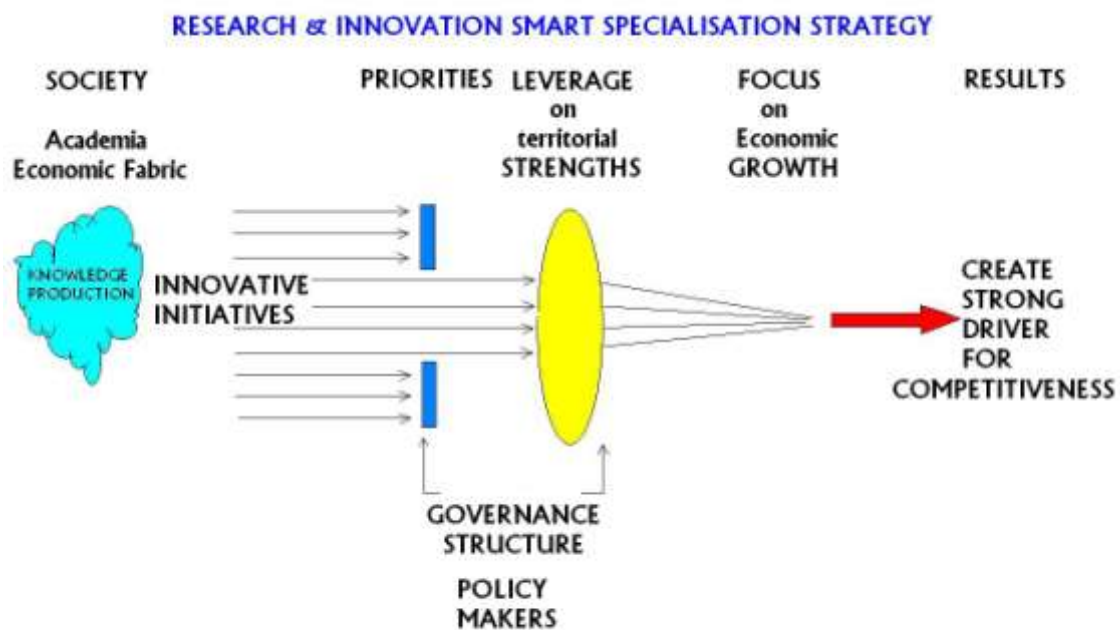 RESEARCH & INNOVATION SMART SPECIALISATION STRATEGY
SOCIETY
Academia
Economic Fabric
PRIORITIES
LEVERAGE
on
territorial
STRENGTHS
FOCUS
on
Economic
GROWTH
RESULTS
KNOWLEDGE
PRODUCTION
INNOVATIVE
INITIATIVES
CREATE
STRONG
DRIVER
FOR
COMPETITIVENESS
GOVERNANCE
STRUCTURE
POLICY
MAKERS